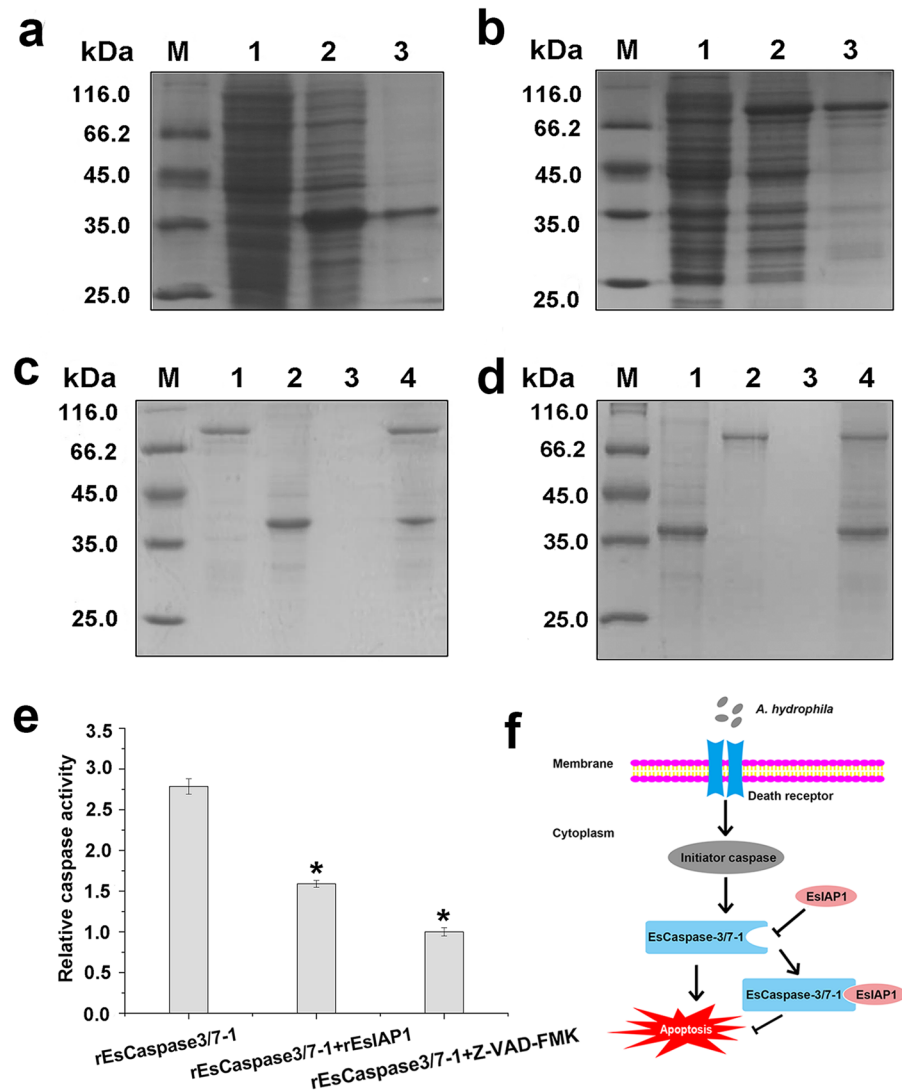 a
kDa M 1 2 3
116.0
66.2
45.0
35.0
25.0
b
kDa M 1 2 3
116.0
66.2
45.0
35.0
25.0
c
kDa M 1 2 3 4
116.0
66.2
45.0
35.0
25.0
d
kDa M 1 2 3 4
116.0
66.2
45.0
35.0
25.0
e
Relative caspase activity
3.5
3.0
2.5
2.0
1.5
1.0
0.5
0.0
*
*
rEsCaspase3/7-1
rEsCaspase3/7-1+rEsIAP1
rEsCaspase3/7-1+Z-VAD-FMK
f
A. hydrophila
Membrane
Death receptor
Cytoplasm
Initiator caspase
EsIAP1
EsCaspase-3/7-1
EsCaspase-3/7-1
EsIAP1
Apoptosis